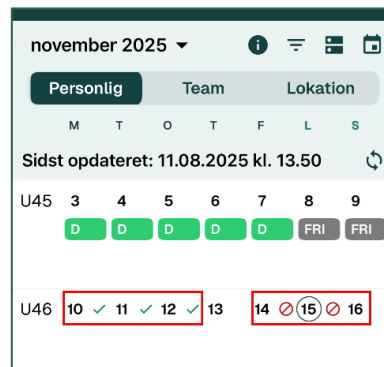 november 2025
Personlig Team Lokation
M T O T F L S
Sidst opdateret: 11.08.2025 kl. 13.50
U45 3 4 5 6 7 8 9
D D D D D FRI FRI
U46 10 11 12 13 14 15 16